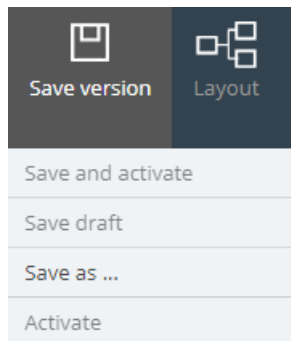 Save version
Layout
Save and activate
Save draft
Save as ...
Activate